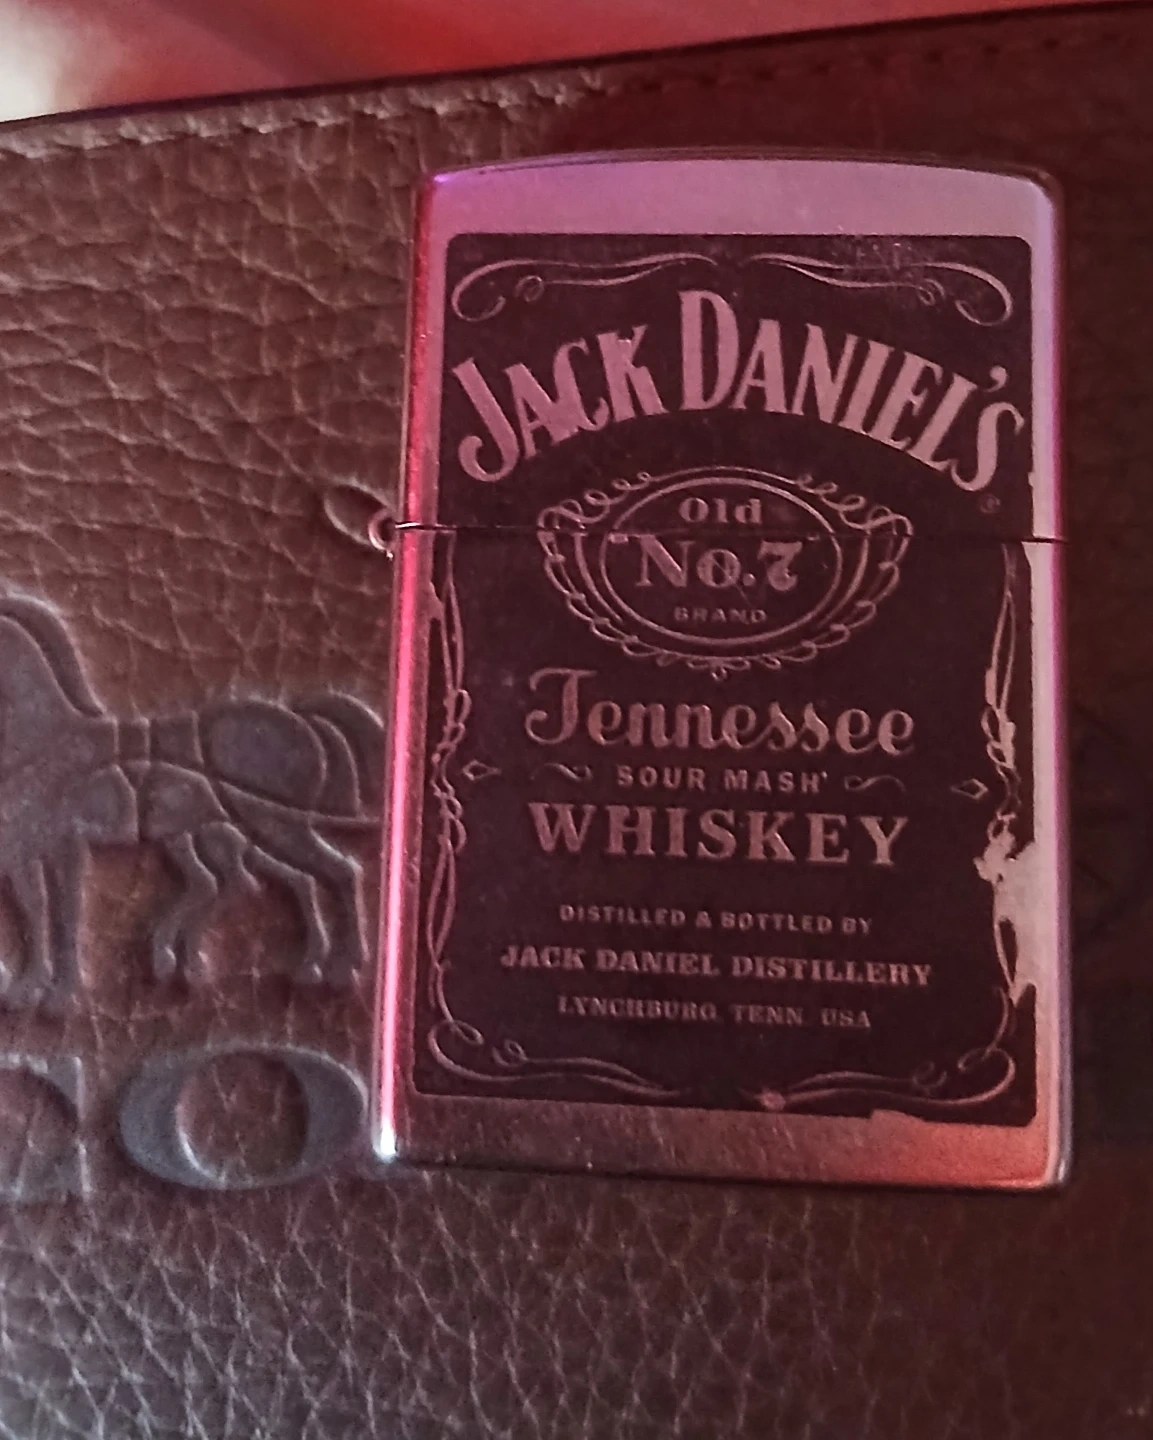 JACK DANIEL'S
Old
No.7
BRAND
Tennessee
SOUR MASH
WHISKEY
DISTILLED & BOTTLED BY
JACK DANIEL DISTILLERY
LYNCHBURG, TENN. USA